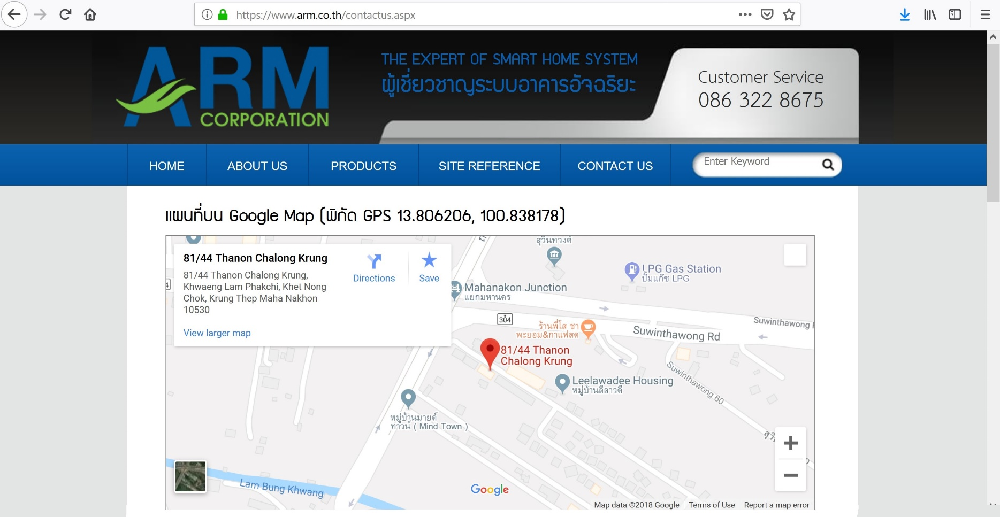 https://www.arm.co.th/contactus.aspx
ARM
CORPORATION
THE EXPERT OF SMART HOME SYSTEM
ผู้เชี่ยวชาญระบบอาคารอัจฉริยะ
Customer Service
086 322 8675
HOME
ABOUT US
PRODUCTS
SITE REFERENCE
CONTACT US
Enter Keyword
แผนที่บน Google Map (พิกัด GPS 13.806206, 100.838178)
81/44 Thanon Chalong Krung
81/44 Thanon Chalong Krung,
Khwaeng Lam Phakchi, Khet Nong
Chok, Krung Thep Maha Nakhon
10530
Directions
Save
View larger map
สุวินทวงศ์
LPG Gas Station
ปั๊มแก๊ซ LPG
Mahanakon Junction
แยกมหานคร
304
ร้านพี่โส ชา
พะยอม&กาแฟสด
Suwinthawong Rd
Suwinthawong
81/44 Thanon
Chalong Krung
Leelawadee Housing
หมู่บ้านลีลาวดี
Suwinthawong 60
หมู่บ้านมายด์
ทาวน์ ( Mind Town )
Lam Bung Khwang
Google
Map data ©2018 Google
Terms of Use
Report a map error